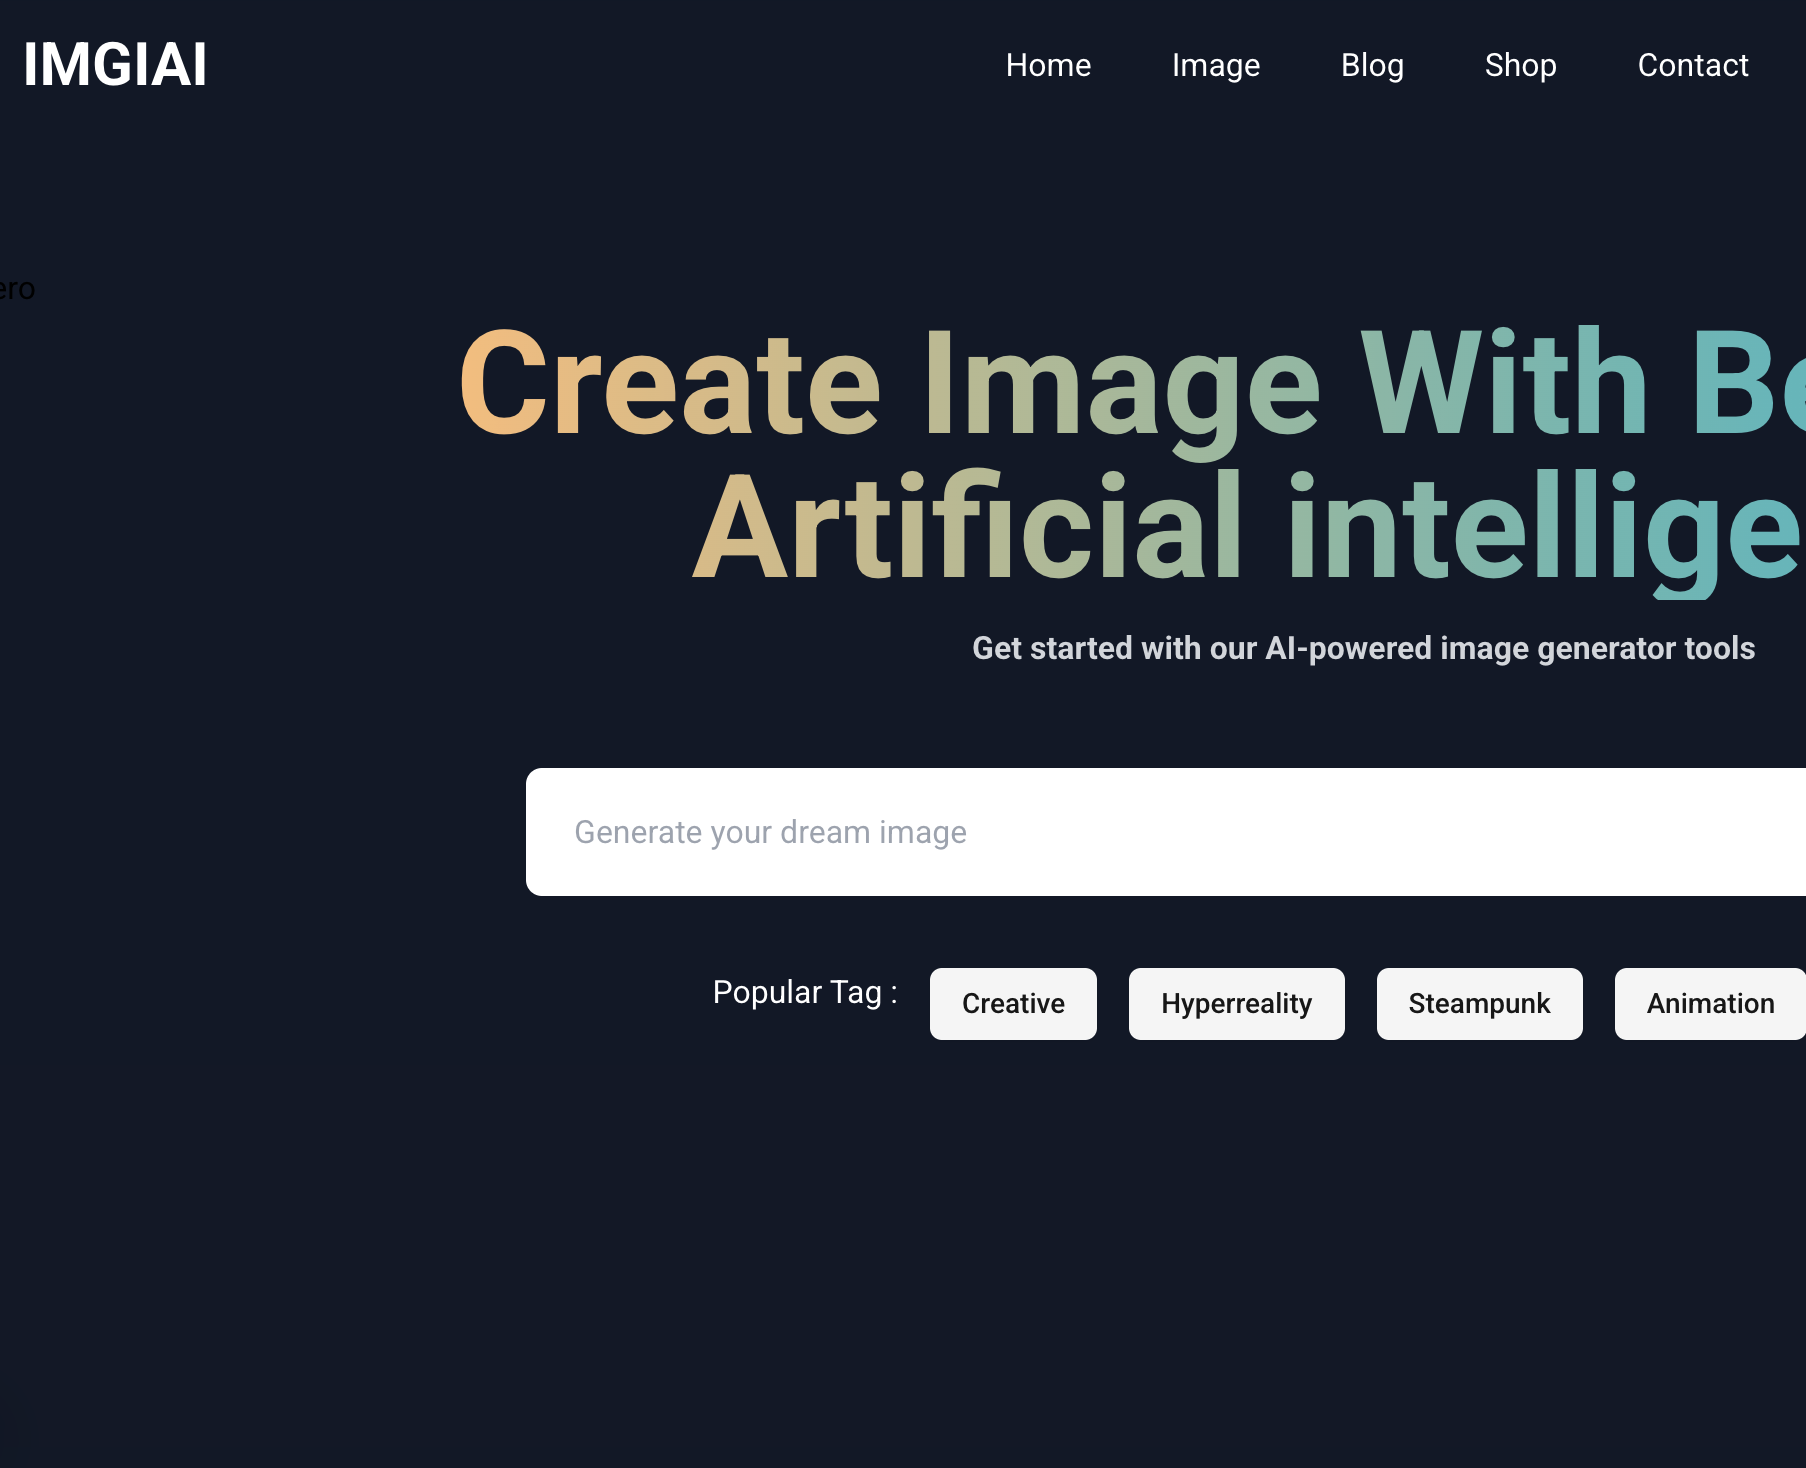 IMGIAI Home Image Blog Shop Contact
ero
Create Image With Be
Artificial intellige
Get started with our AI-powered image generator tools
Generate your dream image
Popular Tag : Creative Hyperreality Steampunk Animation